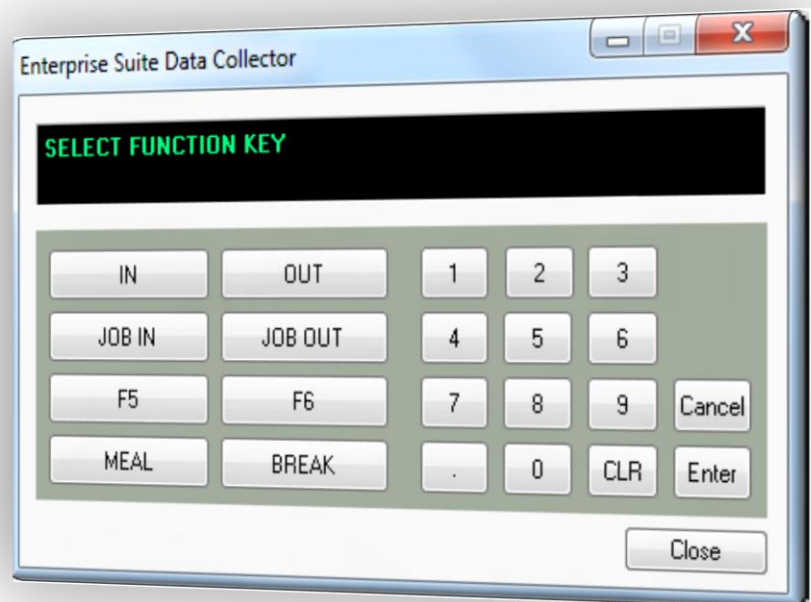 Enterprise Suite Data Collector
SELECT FUNCTION KEY
IN OUT 1 2 3
JOB IN JOB OUT 4 5 6
F5 F6 7 8 9 Cancel
MEAL BREAK . 0 CLR Enter
Close